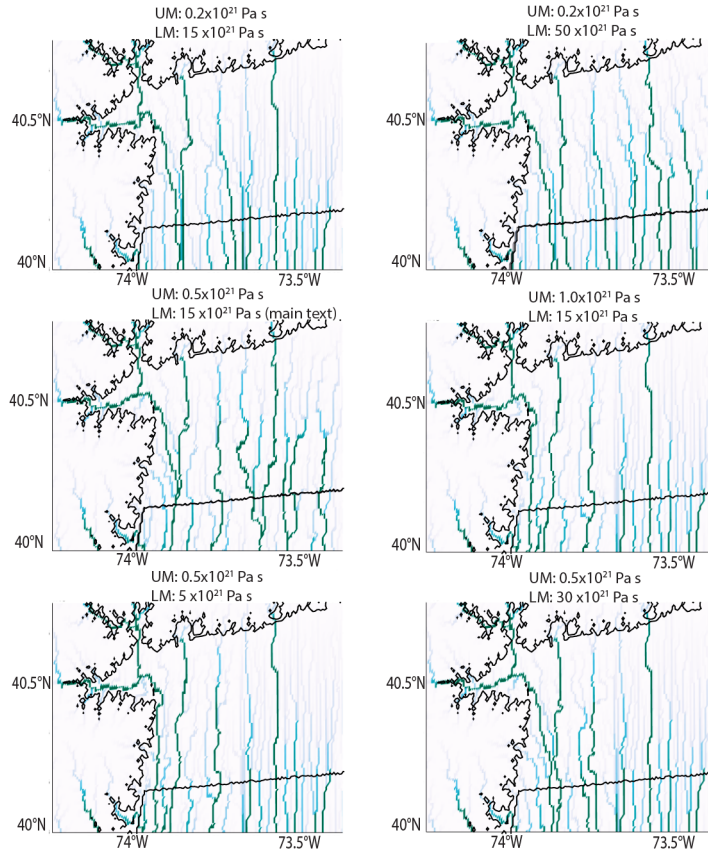 UM: 0.2x10²¹ Pa s
LM: 15 x10²¹ Pa s
40.5°N
40°N
74°W
73.5°W
UM: 0.2x10²¹ Pa s
LM: 50 x10²¹ Pa s
40.5°N
40°N
74°W
73.5°W
UM: 0.5x10²¹ Pa s
LM: 15 x10²¹ Pa s (main text)
40.5°N
40°N
74°W
73.5°W
UM: 1.0x10²¹ Pa s
LM: 15 x10²¹ Pa s
40.5°N
40°N
74°W
73.5°W
UM: 0.5x10²¹ Pa s
LM: 5 x10²¹ Pa s
40.5°N
40°N
74°W
73.5°W
UM: 0.5x10²¹ Pa s
LM: 30 x10²¹ Pa s
40.5°N
40°N
74°W
73.5°W